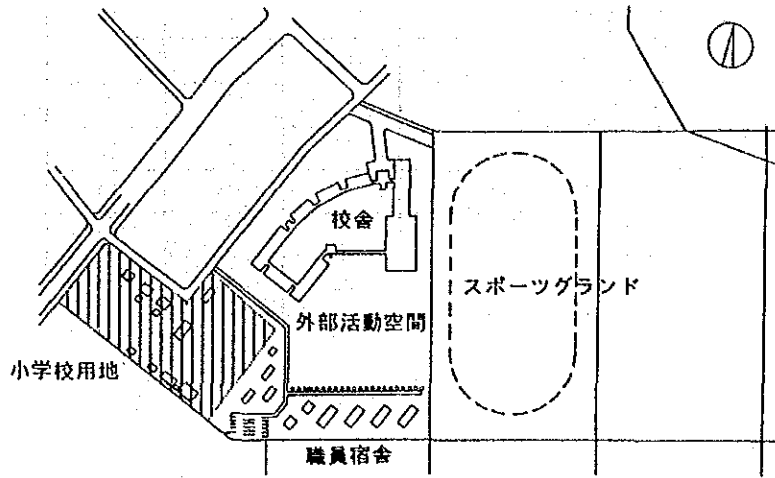 校舎
スポーツグランド
外部活動空間
小学校用地
職員宿舎